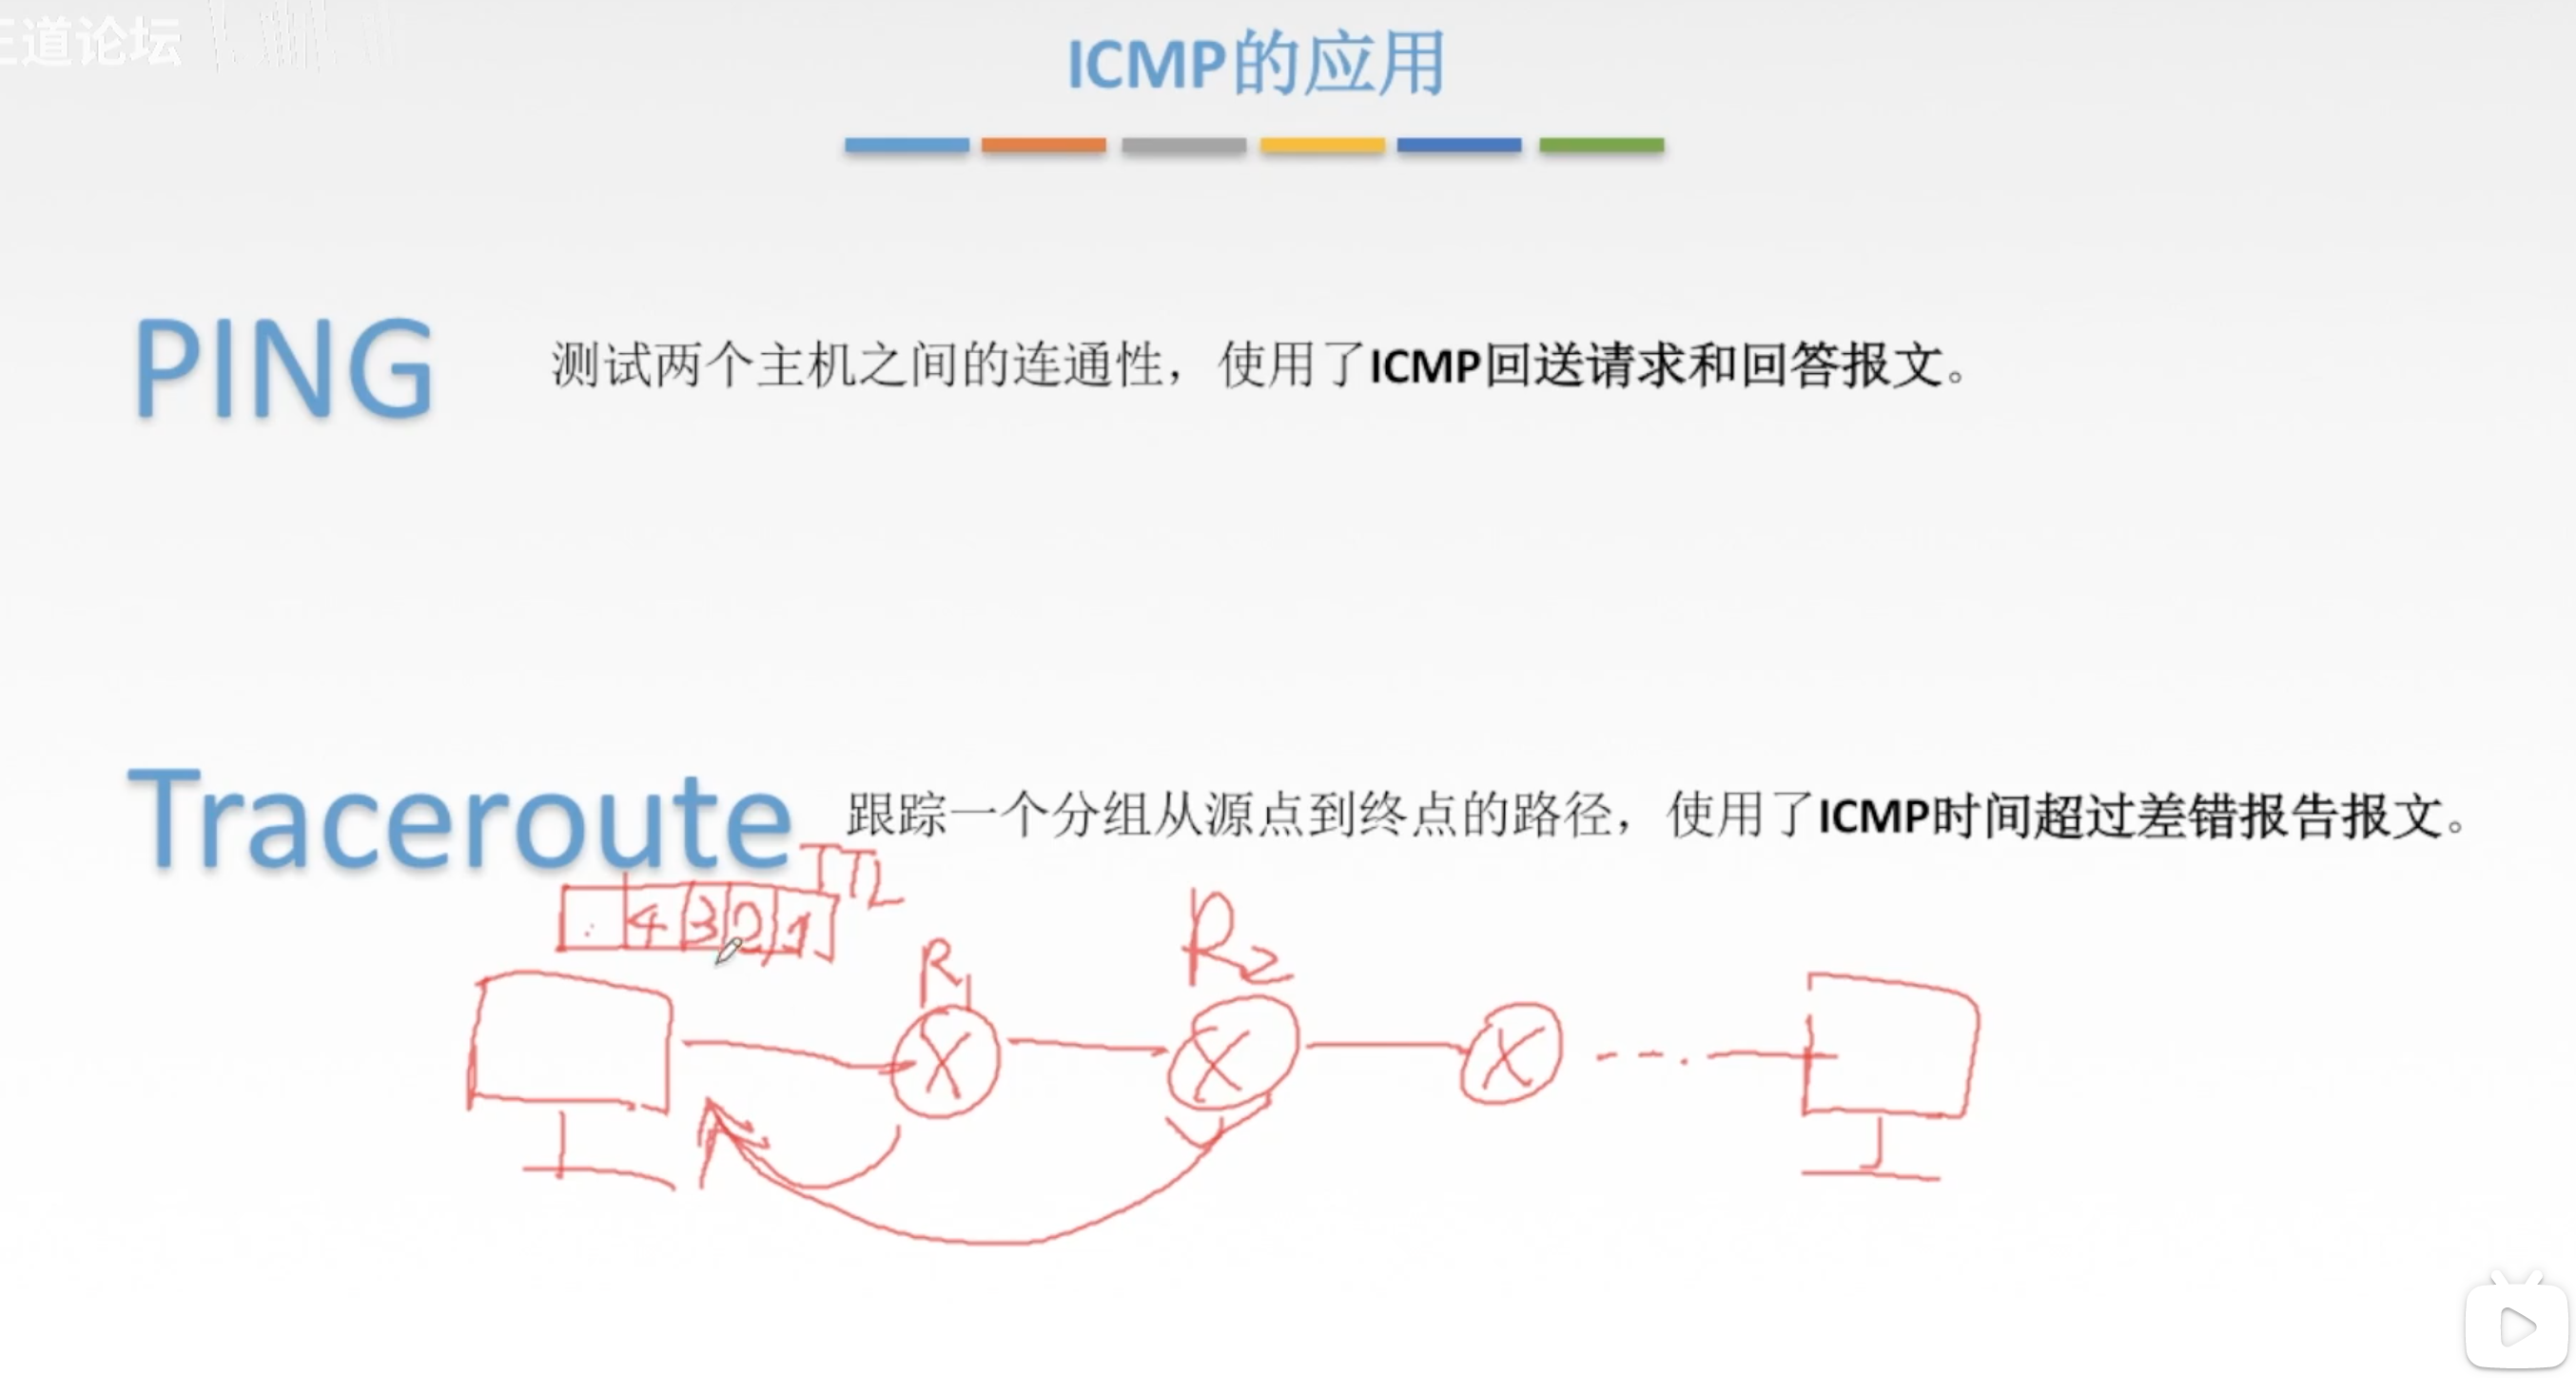 王道论坛
ICMP的应用
PING 测试两个主机之间的连通性，使用了ICMP回送请求和回答报文。
Traceroute 跟踪一个分组从源点到终点的路径，使用了ICMP时间超过差错报告报文。
TTL
4 3 2 1
R1 R2